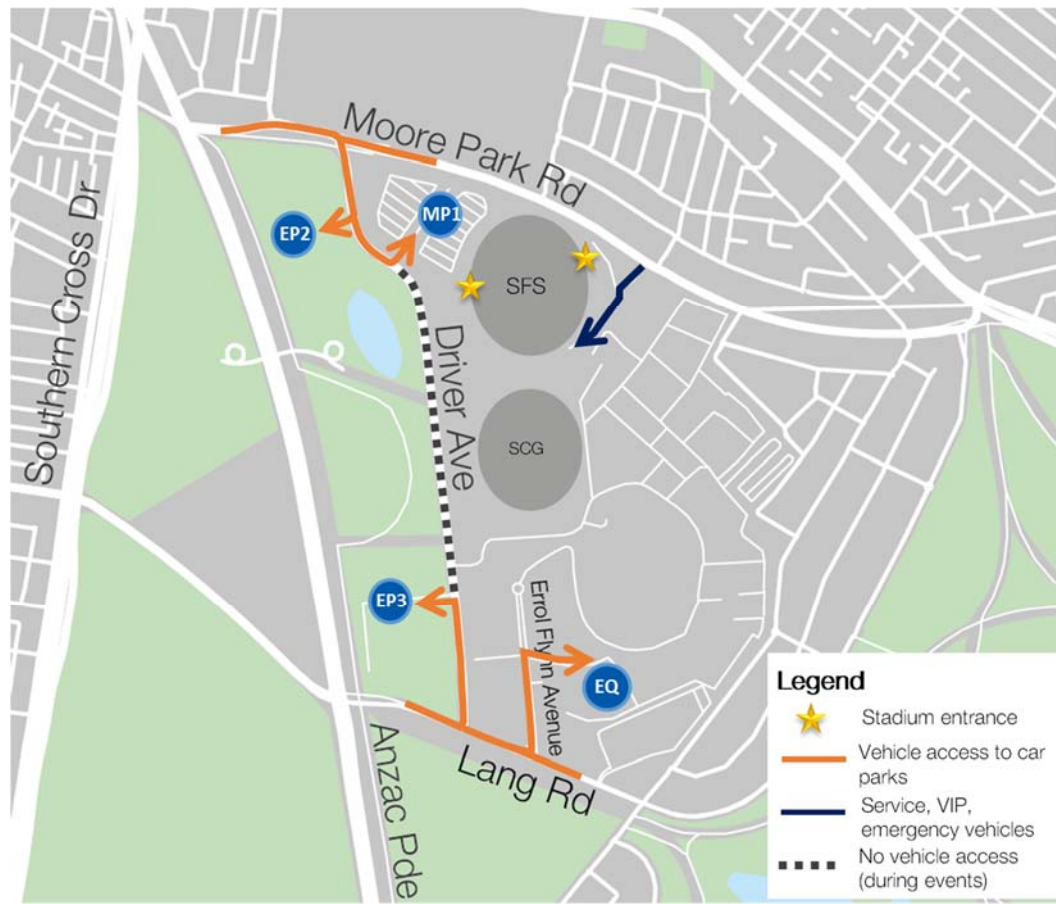 Moore Park Rd
MP1
EP2
SFS
Southern Cross Dr
Driver Ave
SCG
EP3
Errol Flynn Avenue
EQ
Lang Rd
Anzac Pde
Legend
Stadium entrance
Vehicle access to car
parks
Service, VIP,
emergency vehicles
No vehicle access
(during events)